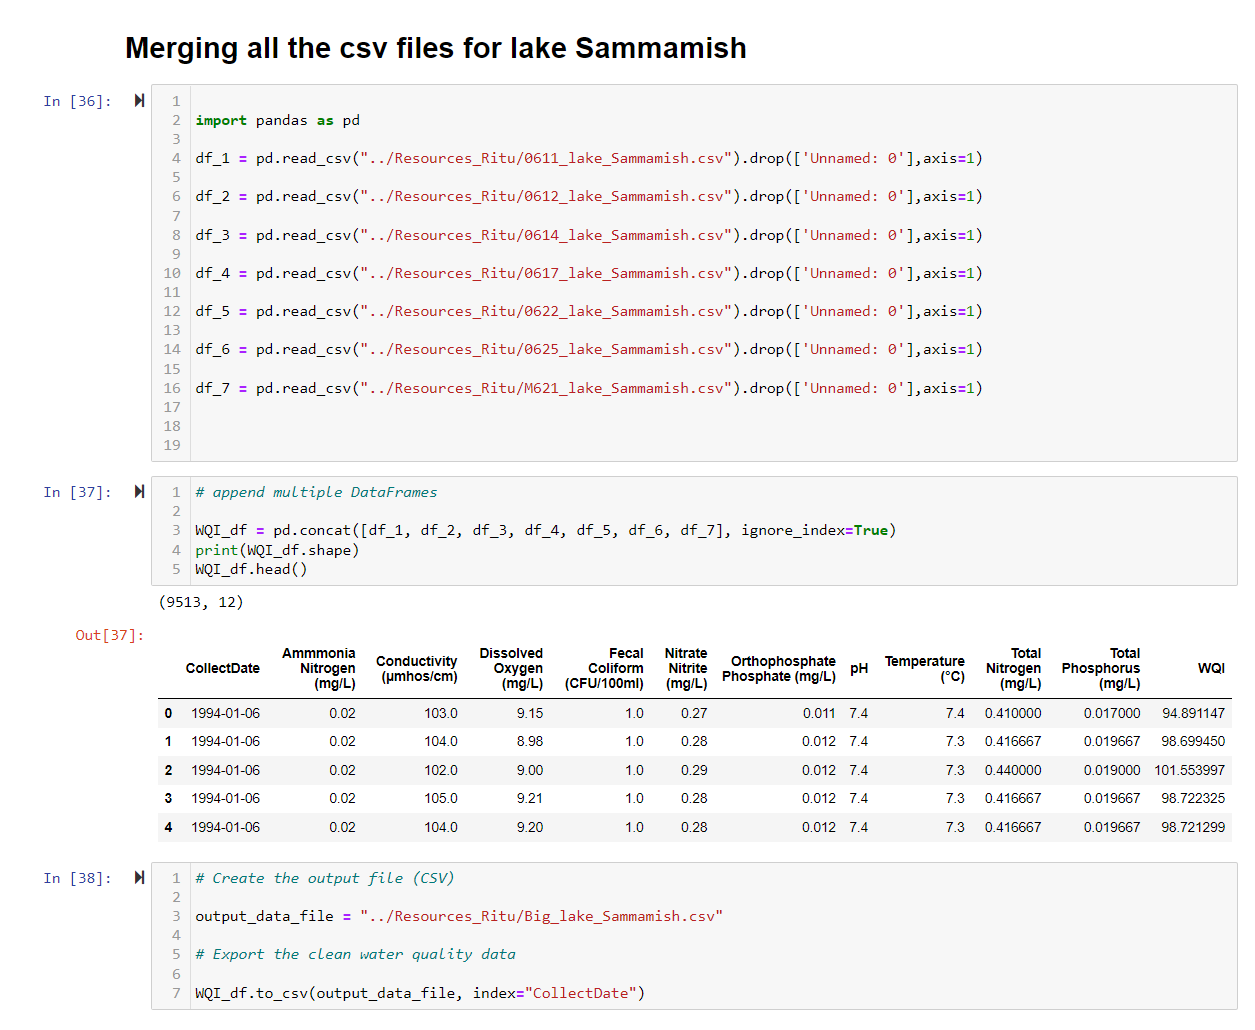 Merging all the csv files for lake Sammamish
In [36]:
1
2 import pandas as pd
3
4 df_1 = pd.read_csv("../Resources_Ritu/0611_lake_Sammamish.csv").drop(['Unnamed: 0'],axis=1)
5
6 df_2 = pd.read_csv("../Resources_Ritu/0612_lake_Sammamish.csv").drop(['Unnamed: 0'],axis=1)
7
8 df_3 = pd.read_csv("../Resources_Ritu/0614_lake_Sammamish.csv").drop(['Unnamed: 0'],axis=1)
9
10 df_4 = pd.read_csv("../Resources_Ritu/0617_lake_Sammamish.csv").drop(['Unnamed: 0'],axis=1)
11
12 df_5 = pd.read_csv("../Resources_Ritu/0622_lake_Sammamish.csv").drop(['Unnamed: 0'],axis=1)
13
14 df_6 = pd.read_csv("../Resources_Ritu/0625_lake_Sammamish.csv").drop(['Unnamed: 0'],axis=1)
15
16 df_7 = pd.read_csv("../Resources_Ritu/M621_lake_Sammamish.csv").drop(['Unnamed: 0'],axis=1)
17
18
19
In [37]:
1 # append multiple DataFrames
2
3 WQI_df = pd.concat([df_1, df_2, df_3, df_4, df_5, df_6, df_7], ignore_index=True)
4 print(WQI_df.shape)
5 WQI_df.head()
(9513, 12)
Out[37]:
CollectDate Ammmonia Nitrogen (mg/L) Conductivity (µmhos/cm) Dissolved Oxygen (mg/L) Fecal Coliform (CFU/100ml) Nitrate Nitrite (mg/L) Orthophosphate Phosphate (mg/L) pH Temperature (°C) Total Nitrogen (mg/L) Total Phosphorus (mg/L) WQI
0 1994-01-06 0.02 103.0 9.15 1.0 0.27 0.011 7.4 7.4 0.410000 0.017000 94.891147
1 1994-01-06 0.02 104.0 8.98 1.0 0.28 0.012 7.4 7.3 0.416667 0.019667 98.699450
2 1994-01-06 0.02 102.0 9.00 1.0 0.29 0.012 7.4 7.3 0.440000 0.019000 101.553997
3 1994-01-06 0.02 105.0 9.21 1.0 0.28 0.012 7.4 7.3 0.416667 0.019667 98.722325
4 1994-01-06 0.02 104.0 9.20 1.0 0.28 0.012 7.4 7.3 0.416667 0.019667 98.721299
In [38]:
1 # Create the output file (CSV)
2
3 output_data_file = "../Resources_Ritu/Big_lake_Sammamish.csv"
4
5 # Export the clean water quality data
6
7 WQI_df.to_csv(output_data_file, index="CollectDate")